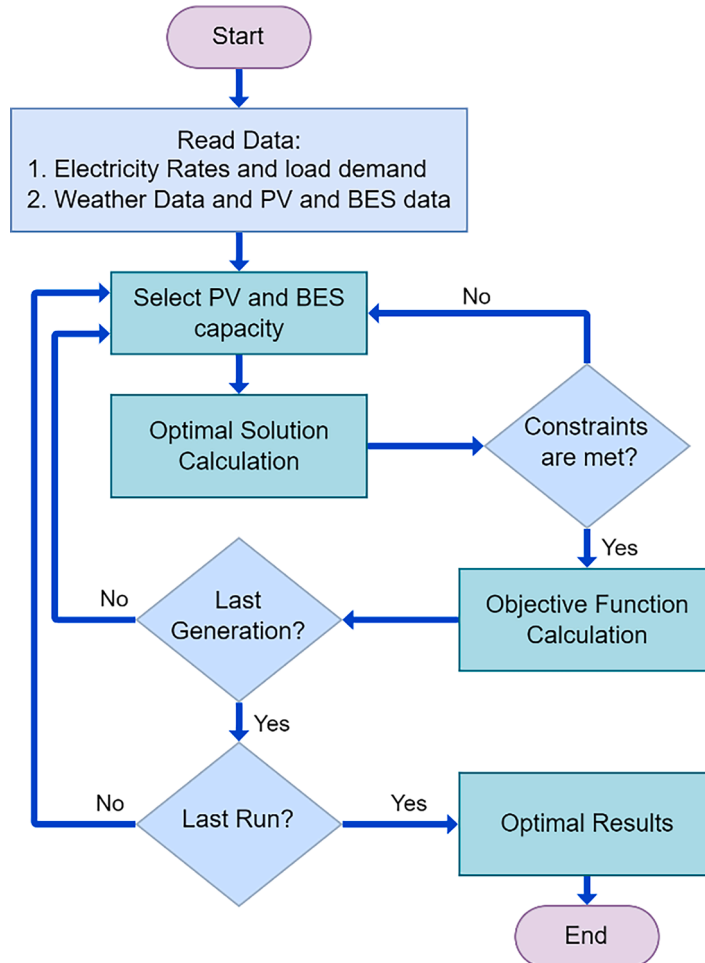 Start
Read Data:
1. Electricity Rates and load demand
2. Weather Data and PV and BES data
Select PV and BES
capacity
No
Optimal Solution
Calculation
Constraints
are met?
Yes
Objective Function
Calculation
Last
Generation?
No
Yes
Last Run?
No
Yes
Optimal Results
End